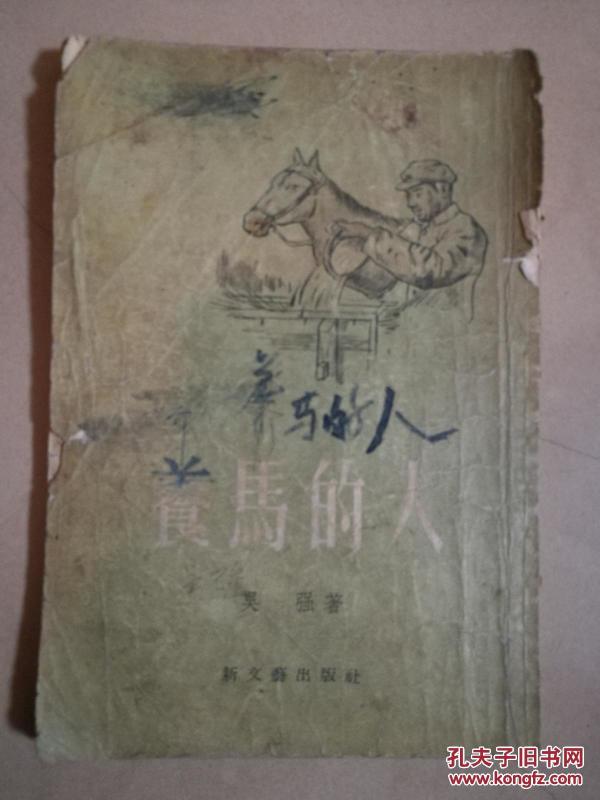 养马的人
養馬的人
吴 强著
新文藝出版社
孔夫子旧书网
www.kongfz.com